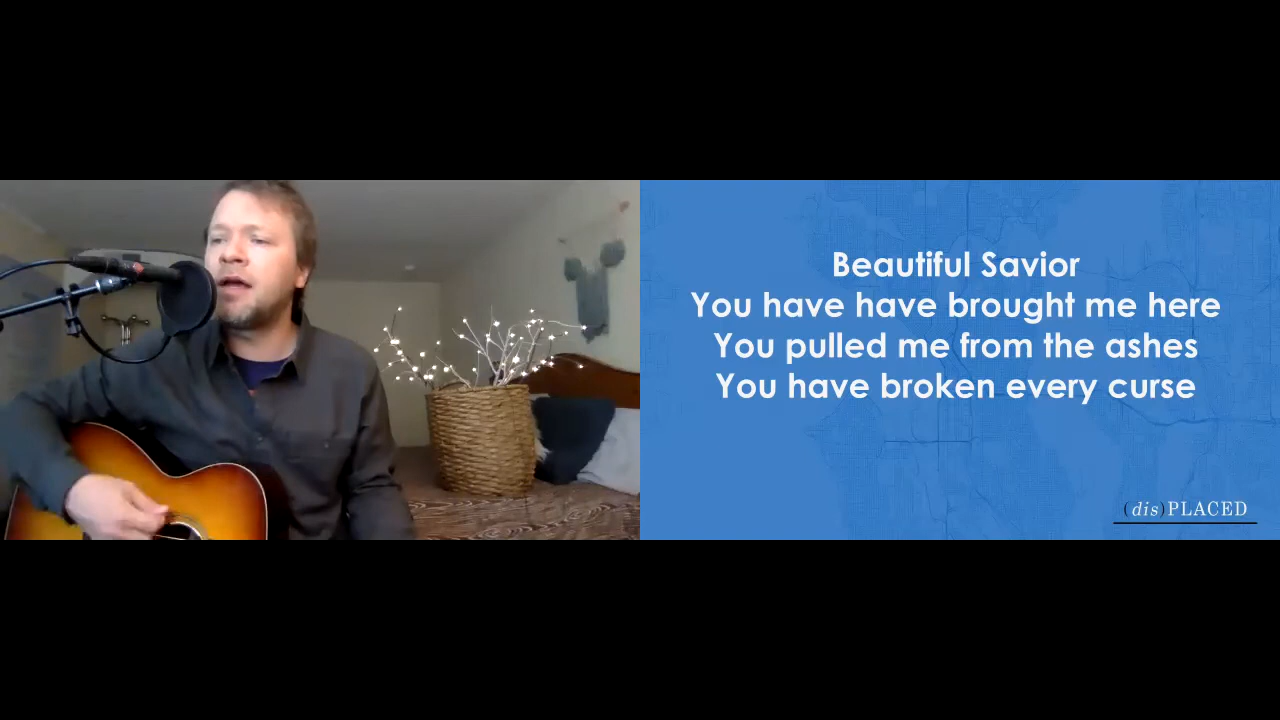 Beautiful Savior
You have have brought me here
You pulled me from the ashes
You have broken every curse
(dis)PLACED